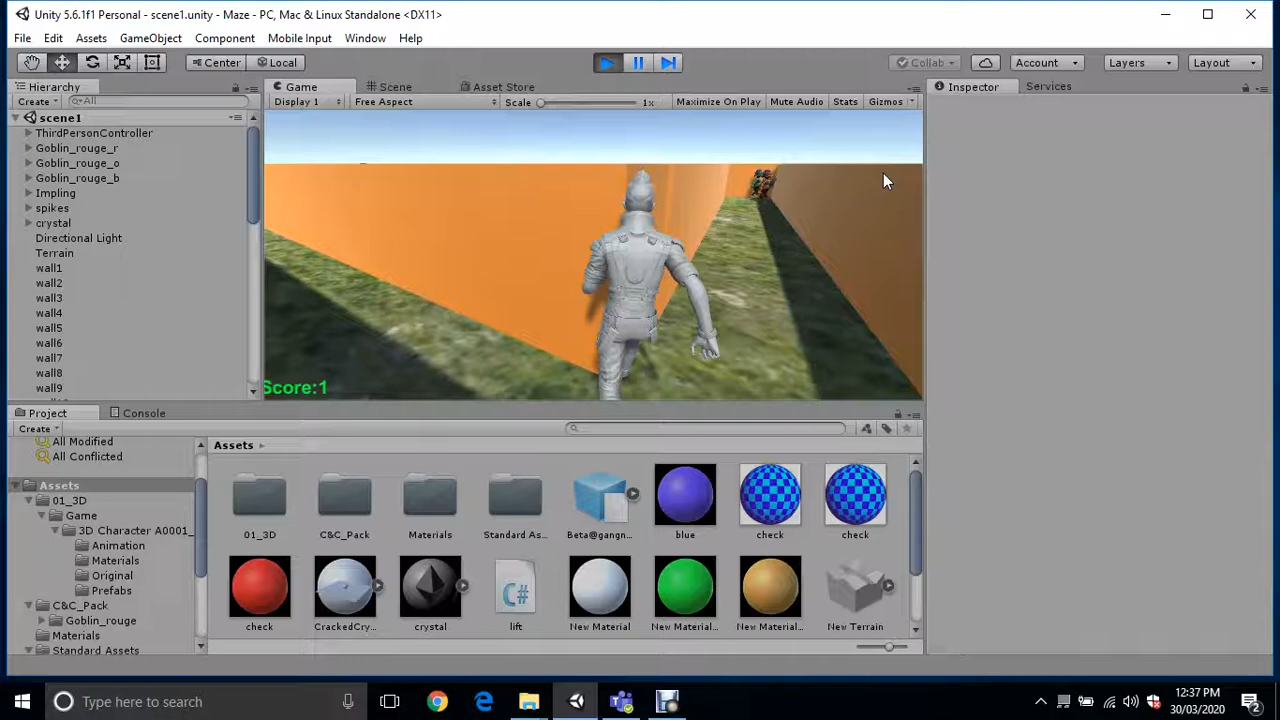 Unity 5.6.1f1 Personal - scene1.unity - Maze - PC, Mac & Linux Standalone <DX11>
File Edit Assets GameObject Component Mobile Input Window Help
Center Local Collab Account Layers Layout
Hierarchy Game Scene Asset Store Inspector Services
Create All Display 1 Free Aspect Scale 1x Maximize On Play Mute Audio Stats Gizmos
scene1
ThirdPersonController
Goblin_rouge_r
Goblin_rouge_o
Goblin_rouge_b
Impling
spikes
crystal
Directional Light
Terrain
wall1
wall2
wall3
wall4
wall5
wall6
wall7
wall8
wall9
Score:1
Project Console
Create
All Modified
All Conflicted
Assets
01_3D
Game
3D Character A0001_
Animation
Materials
Original
Prefabs
C&C_Pack
Goblin_rouge
Materials
Standard Assets
Assets
01_3D C&C_Pack Materials Standard As... Beta@gangn... blue check check
check CrackedCry... crystal lift New Material New Material... New Material... New Terrain
C#
Type here to search
12:37 PM
30/03/2020
2